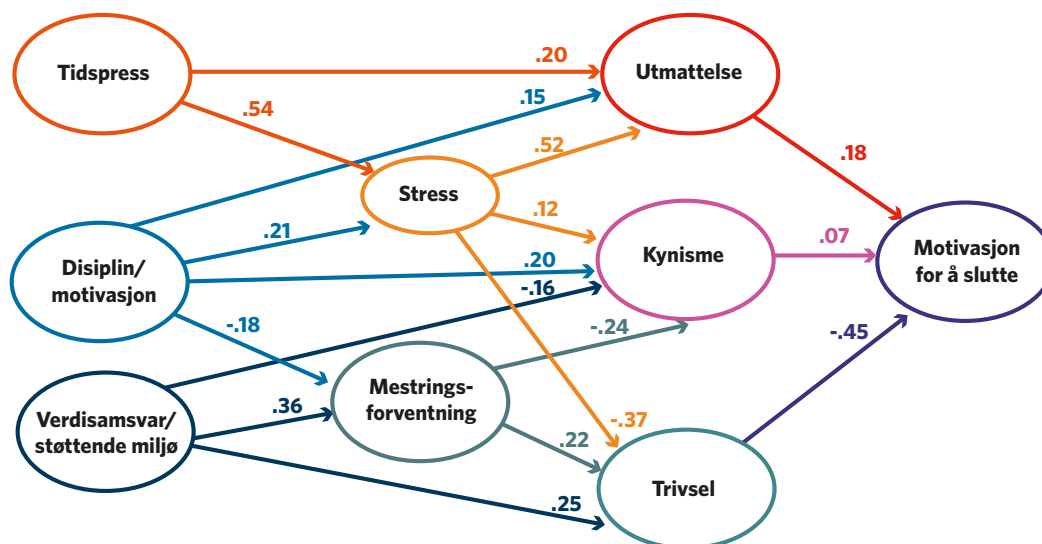 .20
Tidspress
Utmattelse
.15
.54
.52
.18
Stress
.12
.21
.07
Kynisme
Motivasjon
for å slutte
Disiplin/
motivasjon
.20
-.16
-.18
-.24
-.45
Mestrings-
forventning
.36
Verdisamsvar/
støttende miljø
-.37
.22
Trivsel
.25